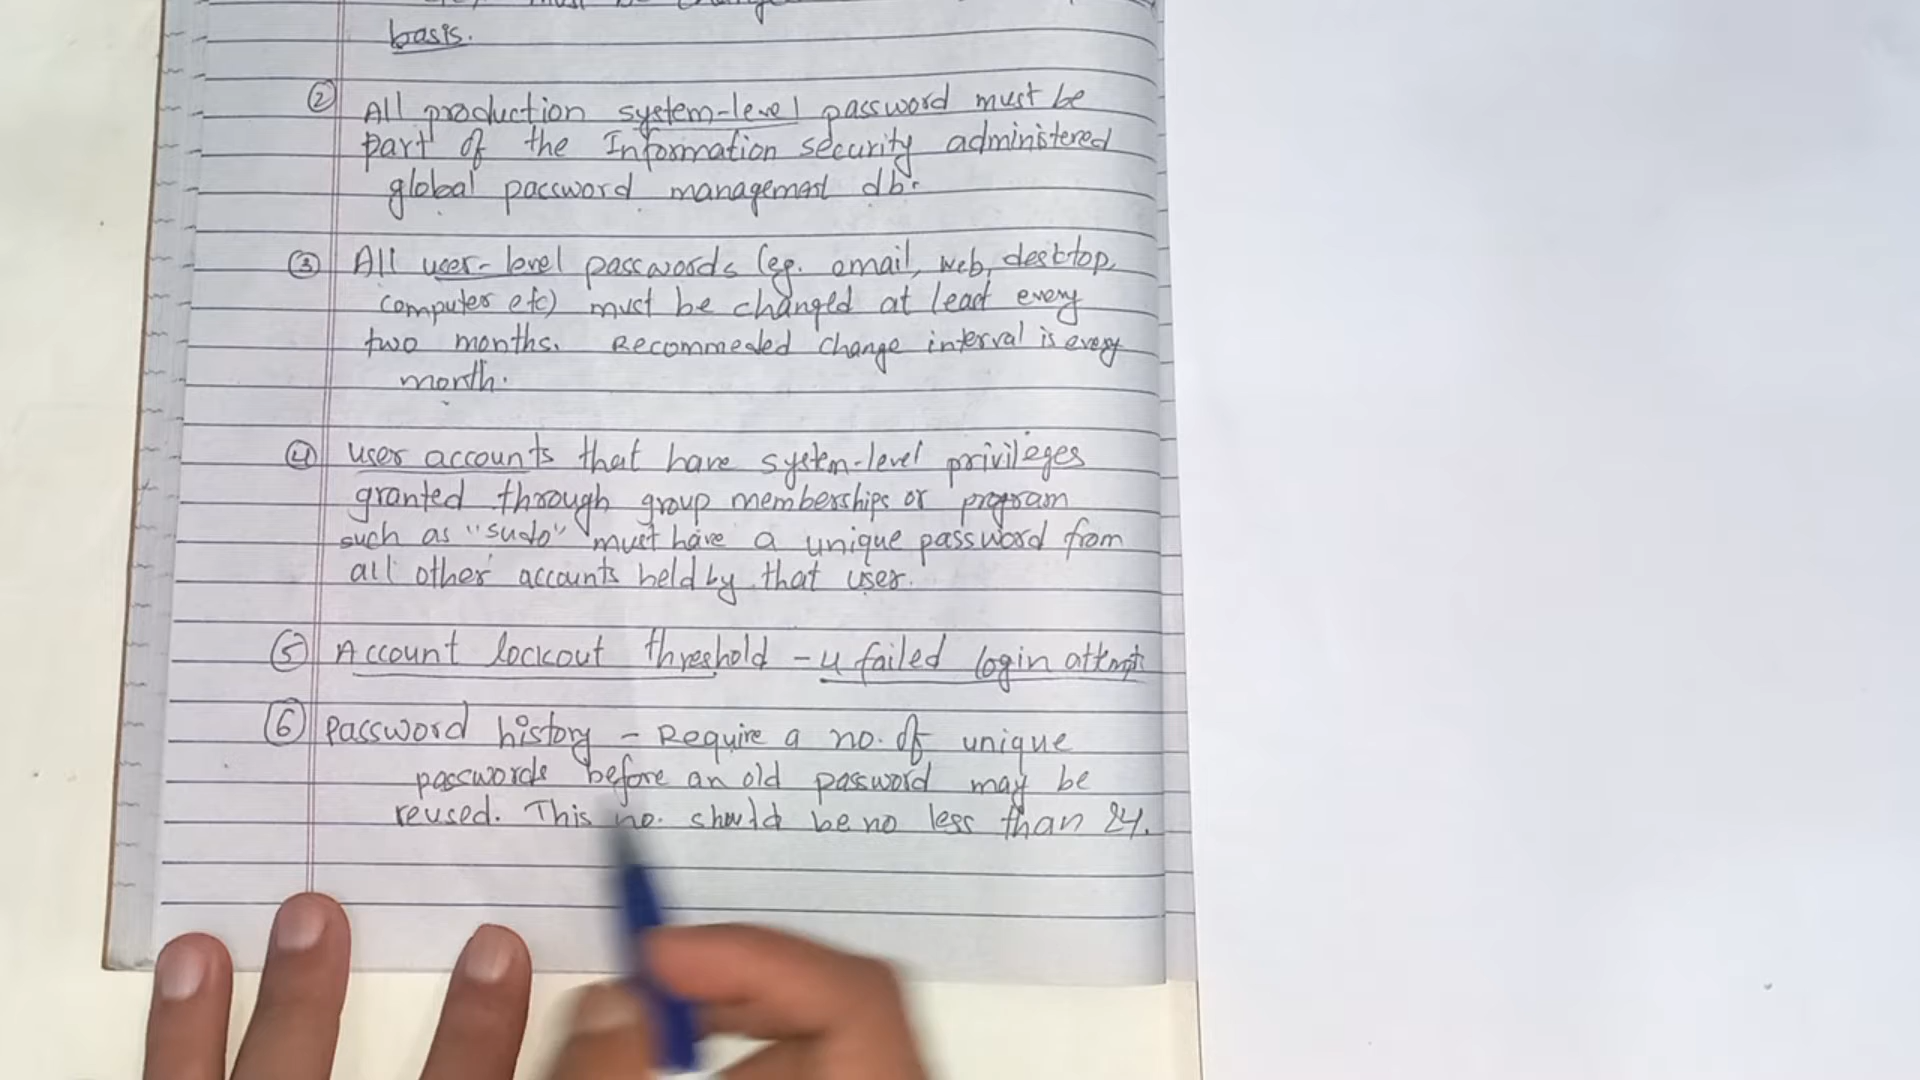 must be changed
basis.
② All production system-level password must be
part of the Information security administered
global password management db.
③ All user-level passwords (eg. email, web, desktop,
computer etc) must be changed at least every
two months. Recommended change interval is every
month.
④ user accounts that have system-level privileges
granted through group memberships or program
such as "sudo" must have a unique password from
all other accounts held by that user.
⑤ Account lockout threshold - 4 failed login attempt
⑥ Password history - Require a no. of unique
passwords before an old password may be
reused. This no. should be no less than 24.